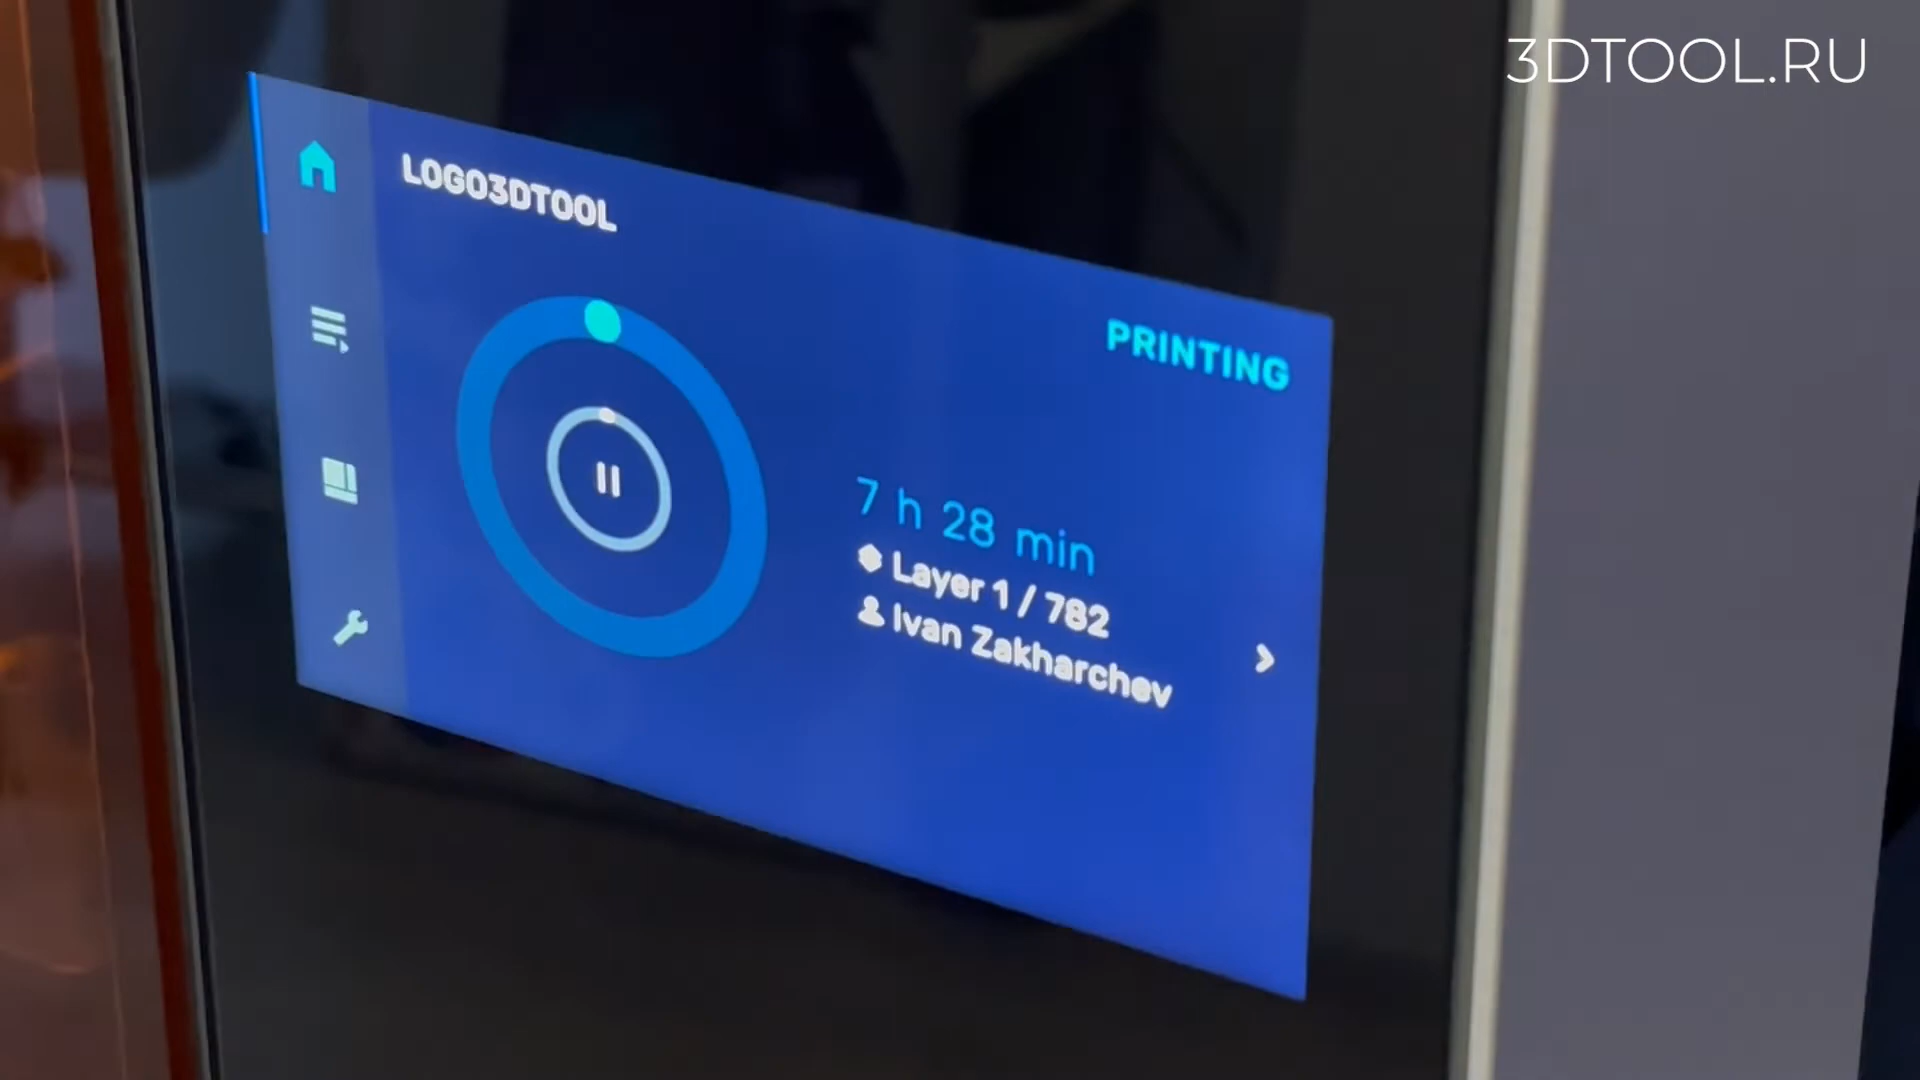 3DTOOL.RU
LOGO3DTOOL
PRINTING
7 h 28 min
Layer 1 / 782
Ivan Zakharchev